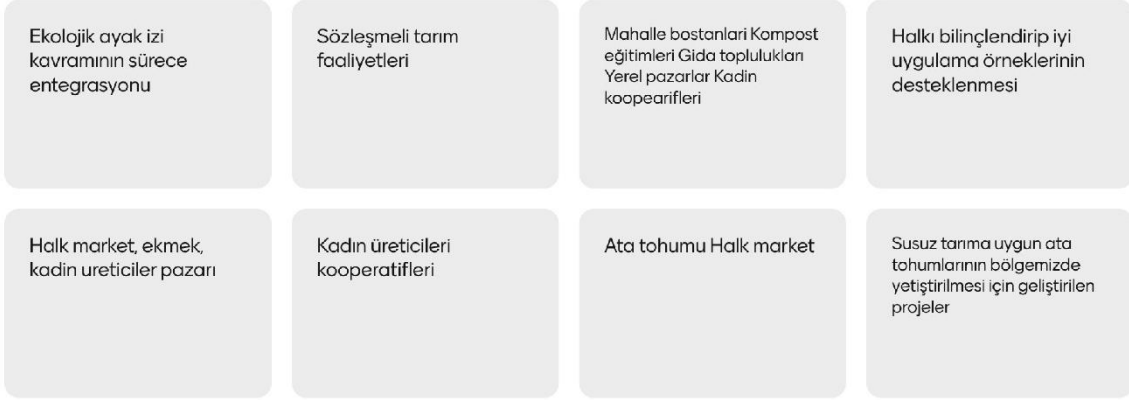 Ekolojik ayak izi
kavramının sürece
entegrasyonu
Sözleşmeli tarım
faaliyetleri
Mahalle bostanlari Kompost
eğitimleri Gida toplulukları
Yerel pazarlar Kadin
koopearifleri
Halkı bilinçlendirip iyi
uygulama örneklerinin
desteklenmesi
Halk market, ekmek,
kadin ureticiler pazarı
Kadın üreticileri
kooperatifleri
Ata tohumu Halk market
Susuz tarıma uygun ata
tohumlarının bölgemizde
yetiştirilmesi için geliştirilen
projeler